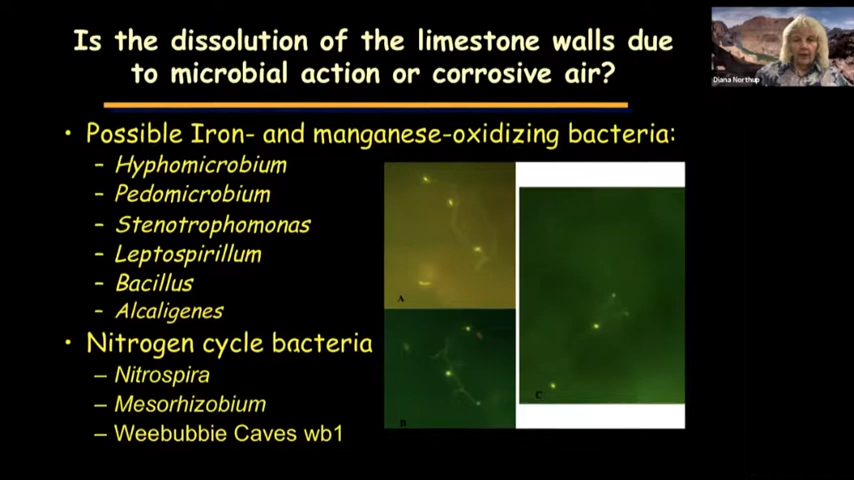 Is the dissolution of the limestone walls due
to microbial action or corrosive air?
Diana Northup
• Possible Iron- and manganese-oxidizing bacteria:
– Hyphomicrobium
– Pedomicrobium
– Stenotrophomonas
– Leptospirillum
– Bacillus
– Alcaligenes
• Nitrogen cycle bacteria
– Nitrospira
– Mesorhizobium
– Weebubbie Caves wb1
A
B
C